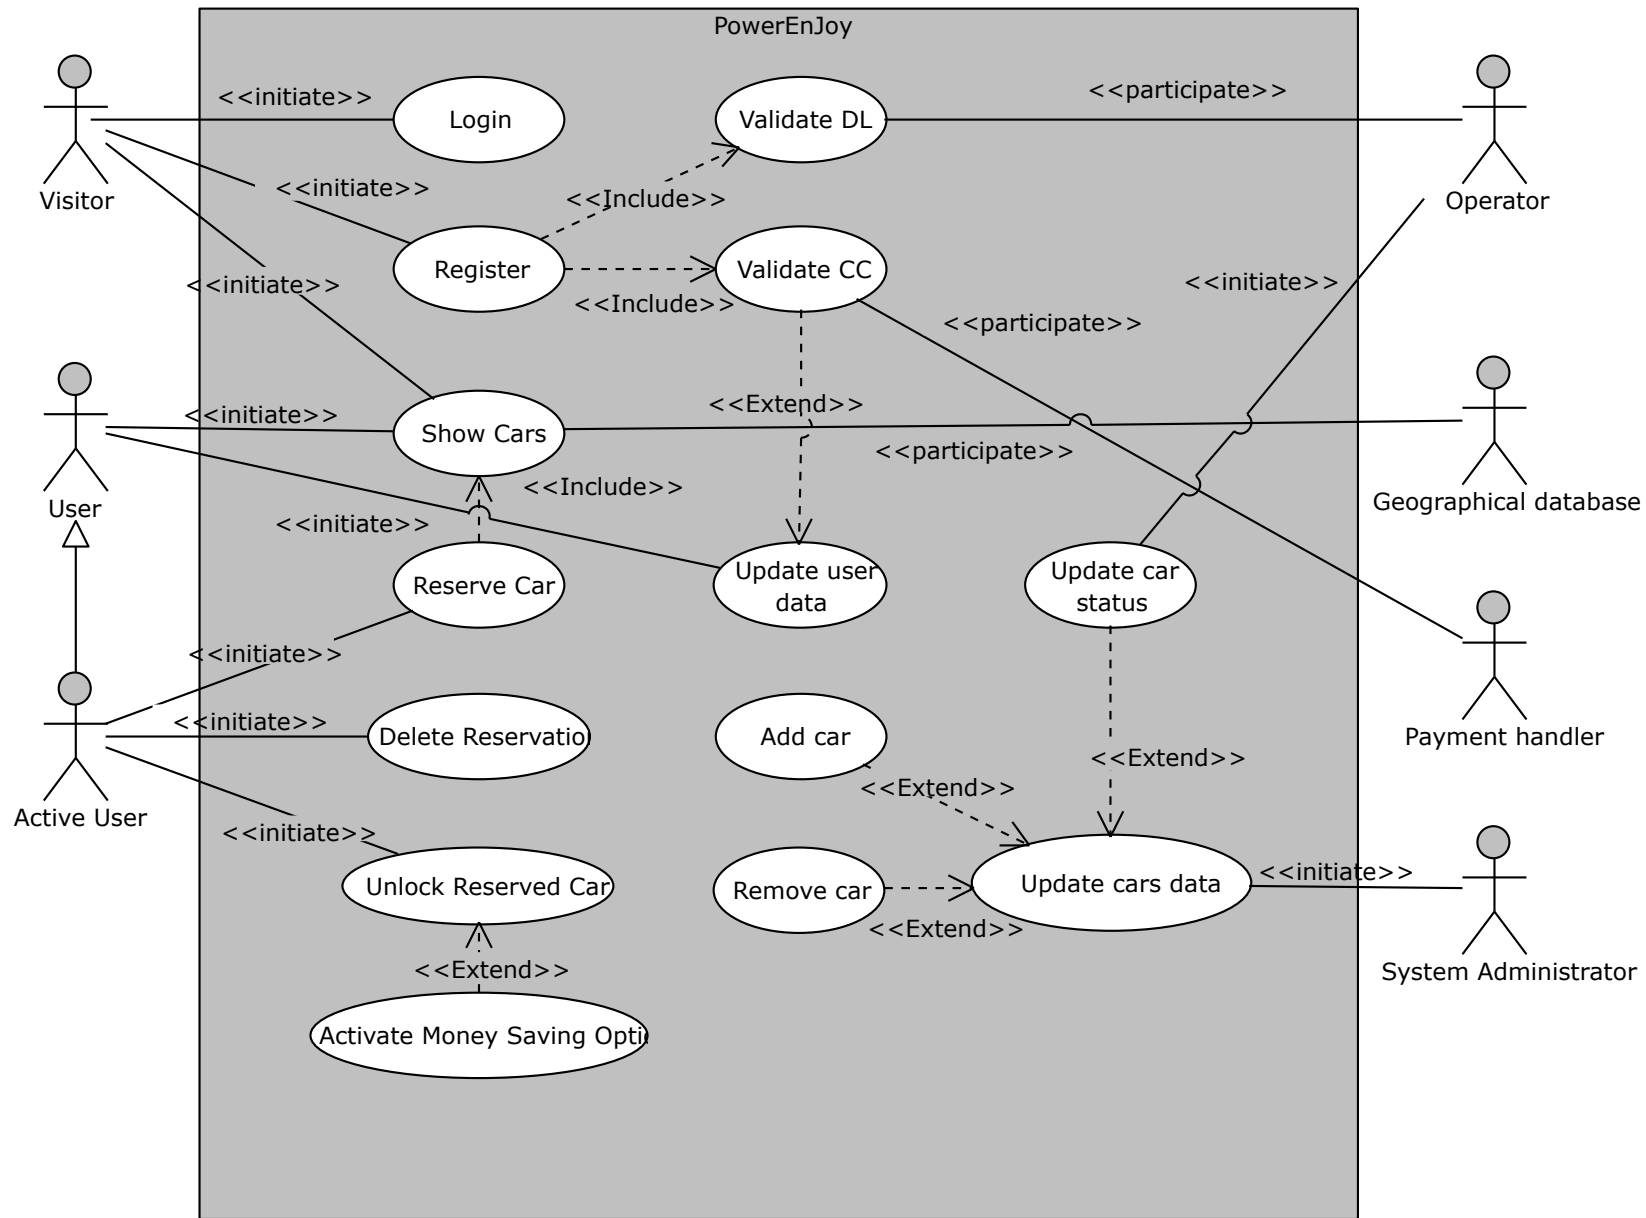 PowerEnJoy
<<initiate>>
<<participate>>
Login
Validate DL
<<initiate>>
<<Include>>
Visitor
Operator
Register
Validate CC
<<initiate>>
<<Include>>
<<initiate>>
<<participate>>
<<initiate>>
<<Extend>>
Show Cars
<<participate>>
<<Include>>
User
Geographical database
<<initiate>>
Reserve Car
Update user
data
Update car
status
<<initiate>>
<<initiate>>
Delete Reservatio
Add car
Payment handler
<<Extend>>
<<Extend>>
Active User
<<initiate>>
Unlock Reserved Car
Remove car
Update cars data
<<initiate>>
<<Extend>>
<<Extend>>
System Administrator
Activate Money Saving Opti